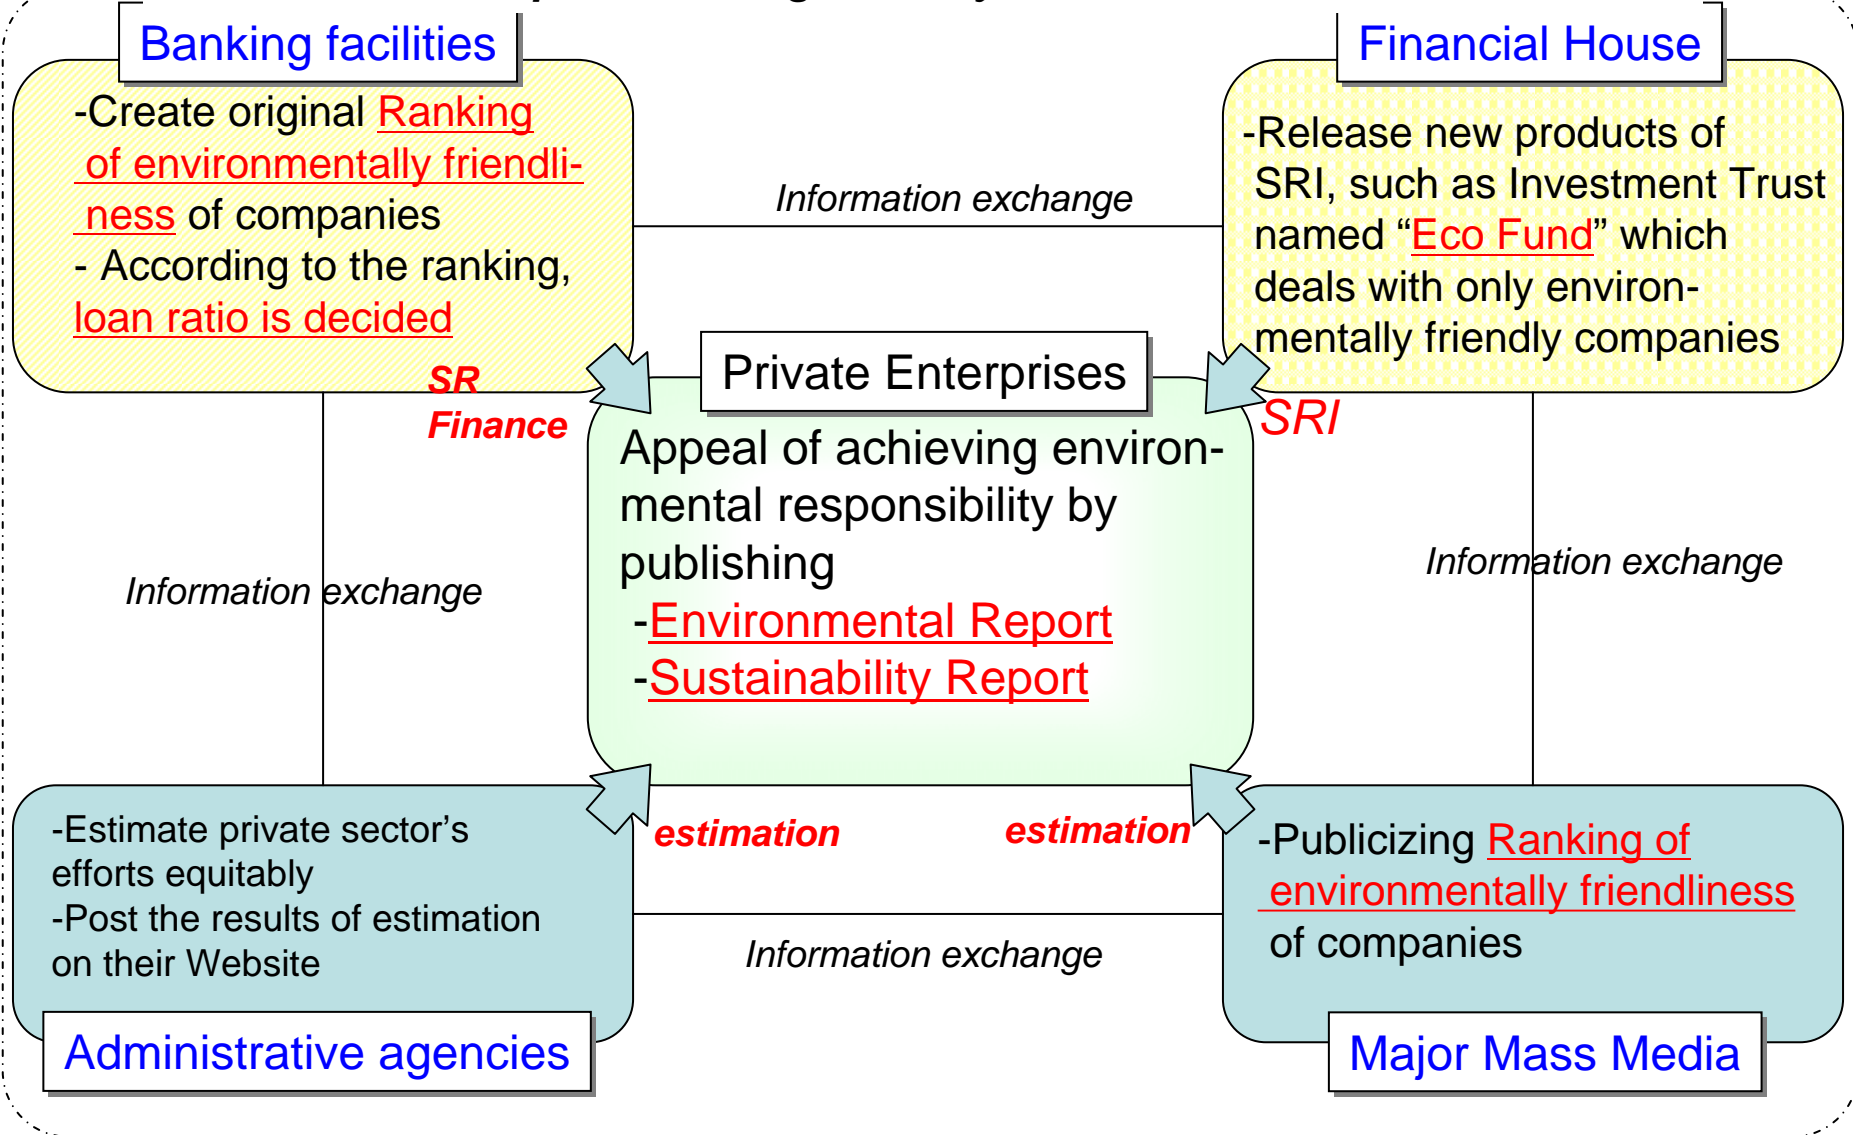 Banking facilities
-Create original Ranking
of environmentally friendli-
ness of companies
- According to the ranking,
loan ratio is decided
SR
Finance
Information exchange
Financial House
-Release new products of
SRI, such as Investment Trust
named “Eco Fund” which
deals with only environ-
mentally friendly companies
SRI
Private Enterprises
Appeal of achieving environ-
mental responsibility by
publishing
-Environmental Report
-Sustainability Report
Information exchange
Information exchange
-Estimate private sector’s
efforts equitably
-Post the results of estimation
on their Website
Administrative agencies
estimation
estimation
Information exchange
-Publicizing Ranking of
environmentally friendliness
of companies
Major Mass Media